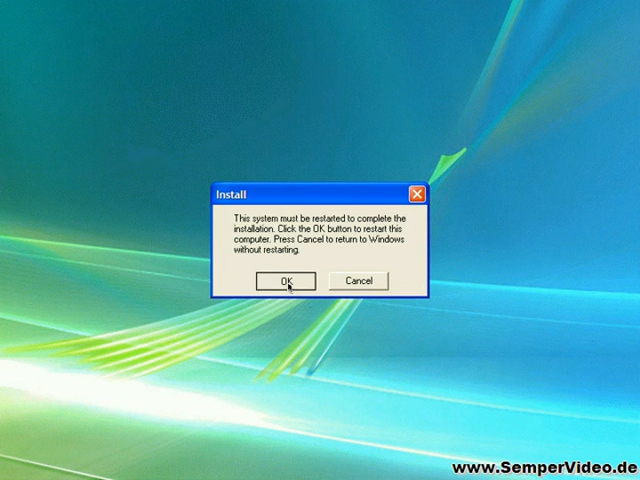 Install
This system must be restarted to complete the
installation. Click the OK button to restart this
computer. Press Cancel to return to Windows
without restarting.
OK
Cancel
www.SemperVideo.de